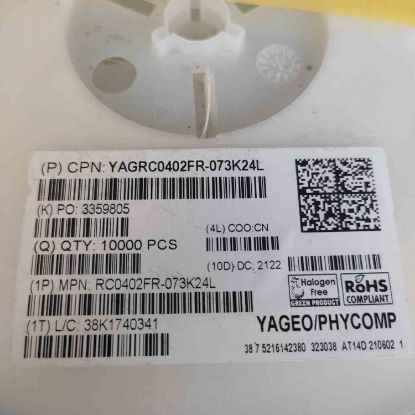 (P) CPN: YAGRC0402FR-073K24L
(K) PO: 3359805
(4L) COO:CN
(Q) QTY: 10000 PCS
(10D) DC: 2122
(1P) MPN: RC0402FR-073K24L
Halogen Free
GREEN PRODUCT
RoHS
COMPLIANT
(1T) L/C: 38K1740341
YAGEO/PHYCOMP
38 7 5216142380 323038 AT14D 210602 1